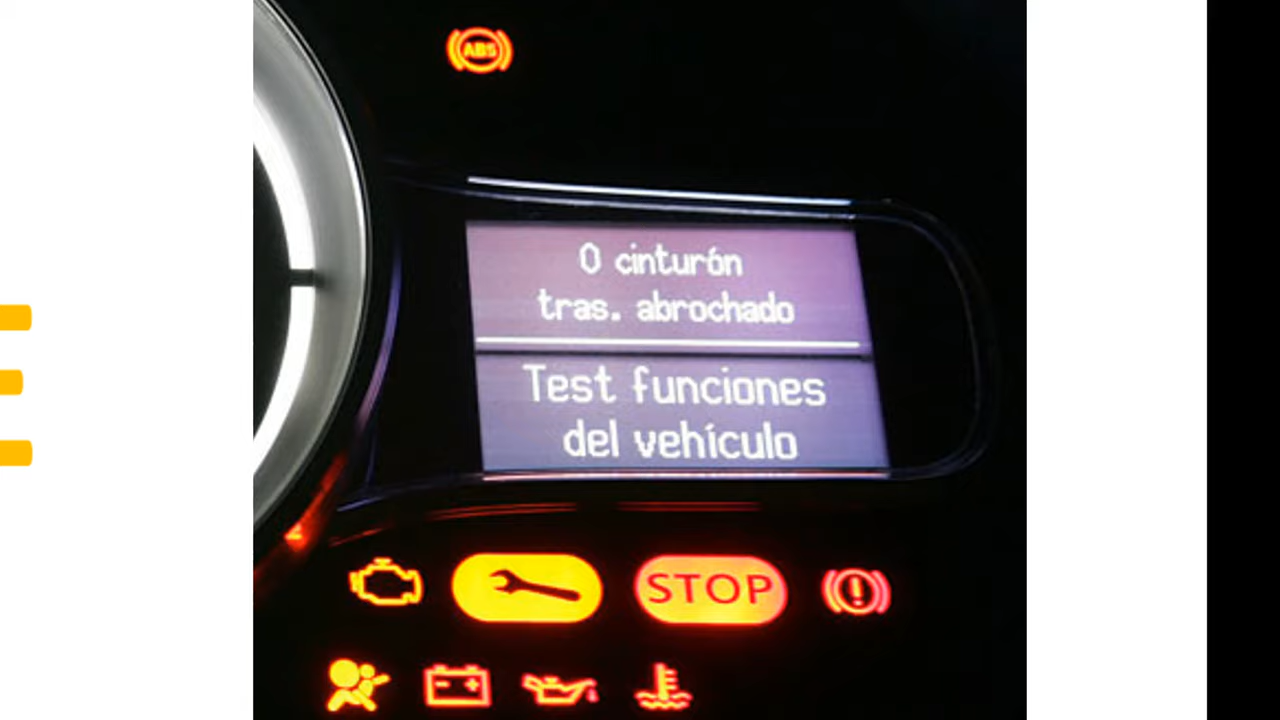 ABS
0 cinturón
tras. abrochado
Test funciones
del vehículo
STOP